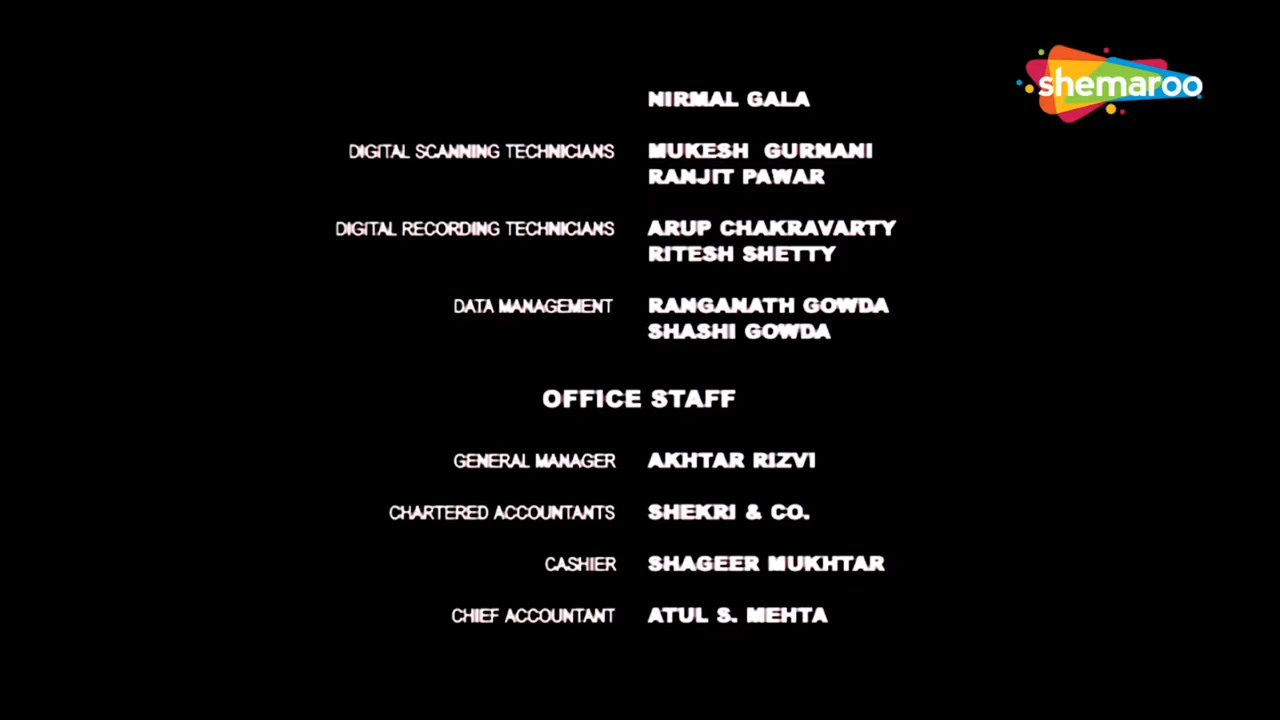 shemaroo
NIRMAL GALA
DIGITAL SCANNING TECHNICIANS MUKESH GURNANI
RANJIT PAWAR
DIGITAL RECORDING TECHNICIANS ARUP CHAKRAVARTY
RITESH SHETTY
DATA MANAGEMENT RANGANATH GOWDA
SHASHI GOWDA
OFFICE STAFF
GENERAL MANAGER AKHTAR RIZVI
CHARTERED ACCOUNTANTS SHEKRI & CO.
CASHIER SHAGEER MUKHTAR
CHIEF ACCOUNTANT ATUL S. MEHTA